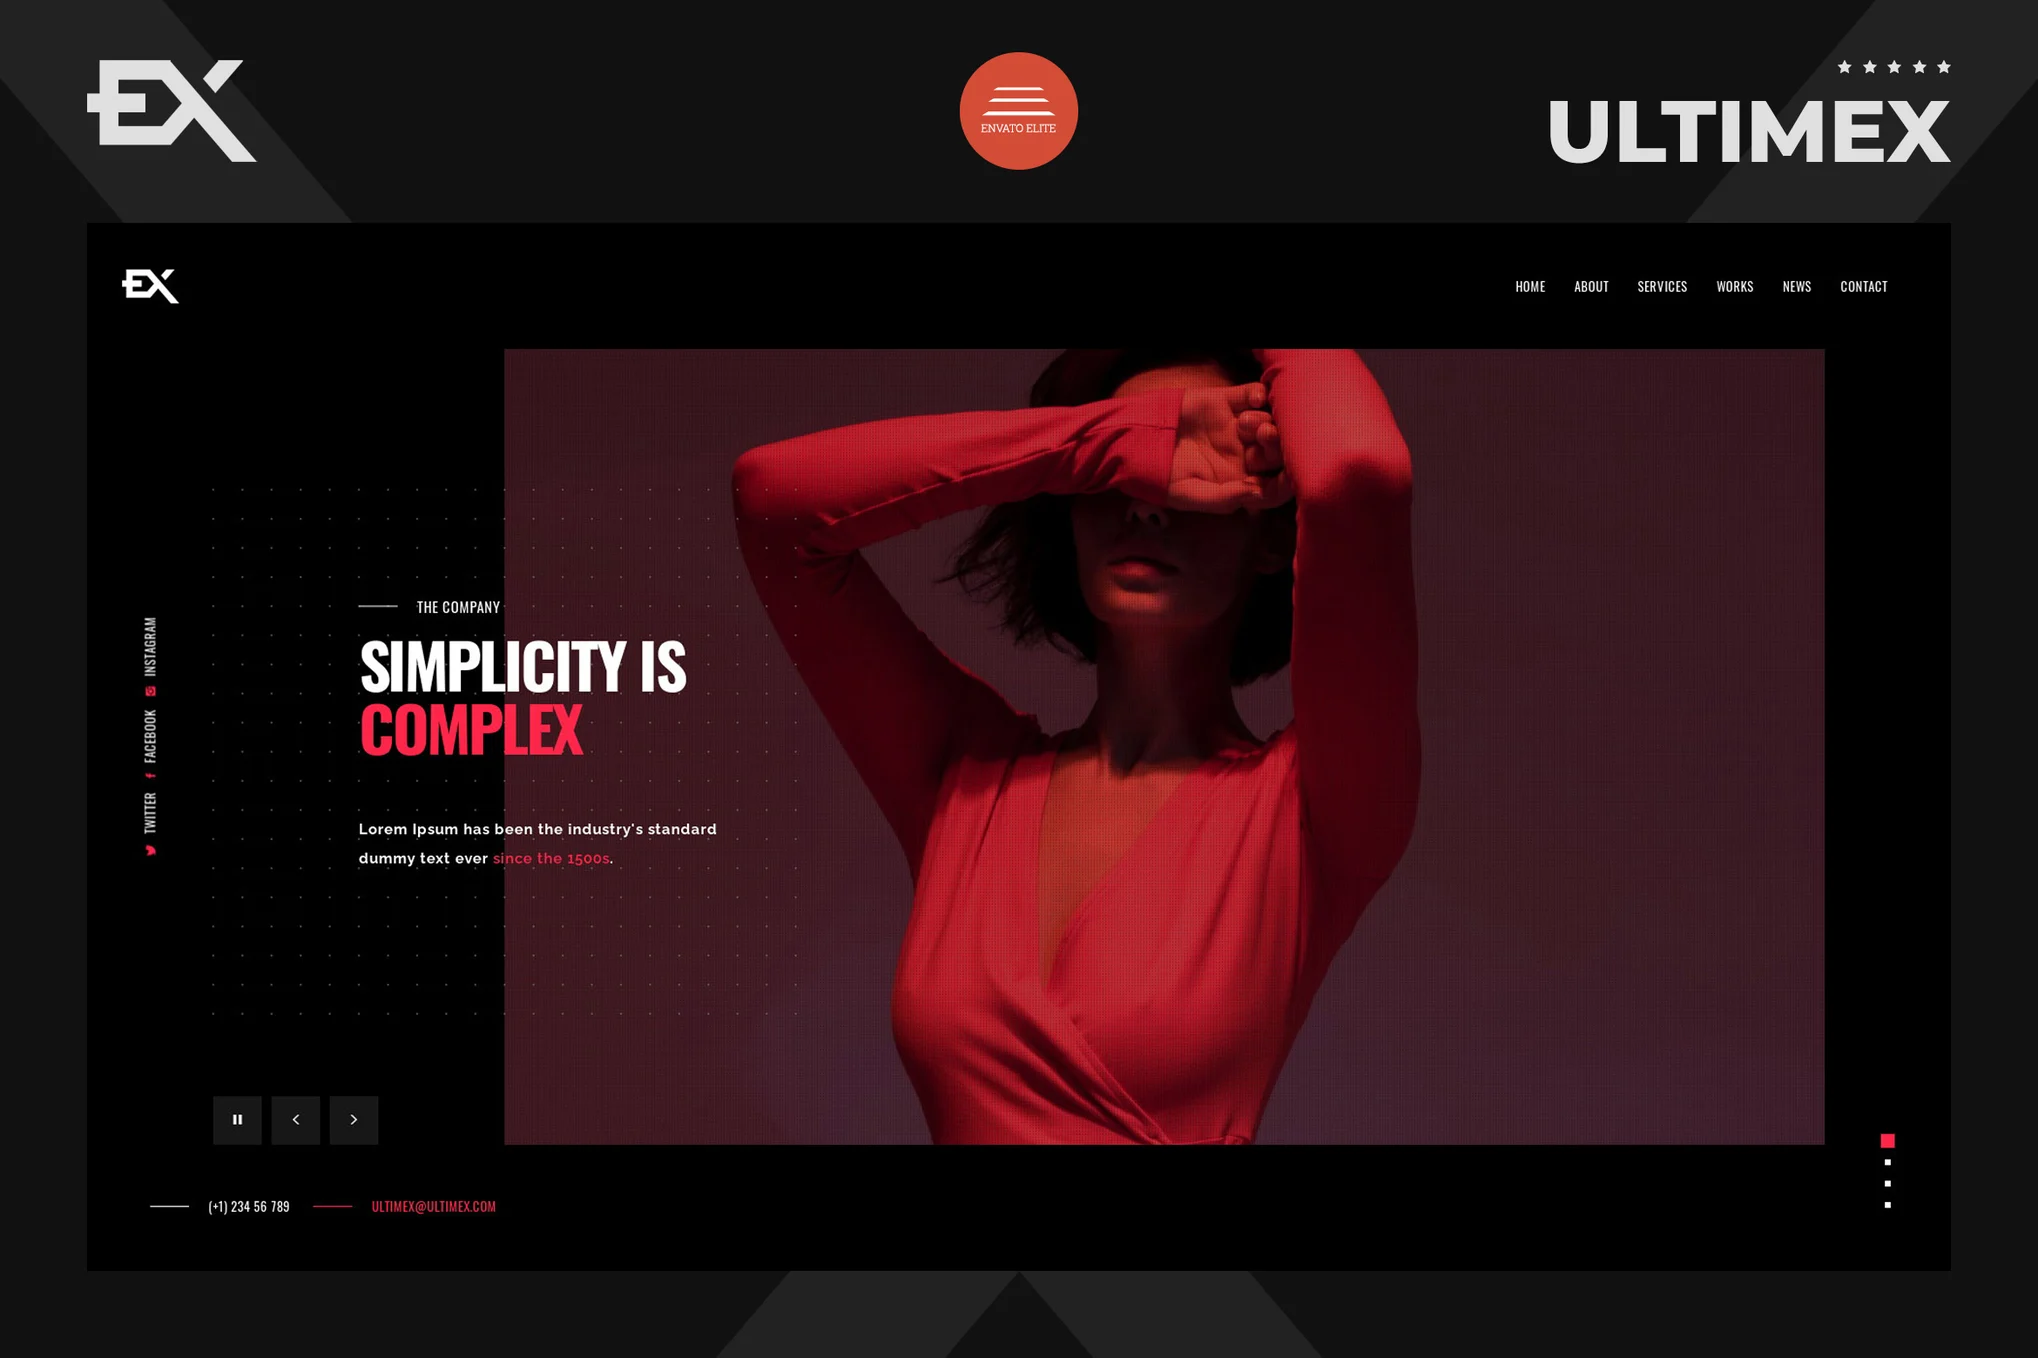 EX
ENVATO ELITE
ULTIMEX
EX
HOME ABOUT SERVICES WORKS NEWS CONTACT
THE COMPANY
SIMPLICITY IS
COMPLEX
Lorem Ipsum has been the industry's standard
dummy text ever since the 1500s.
INSTAGRAM
FACEBOOK
TWITTER
(+1) 234 56 789
ULTIMEX@ULTIMEX.COM